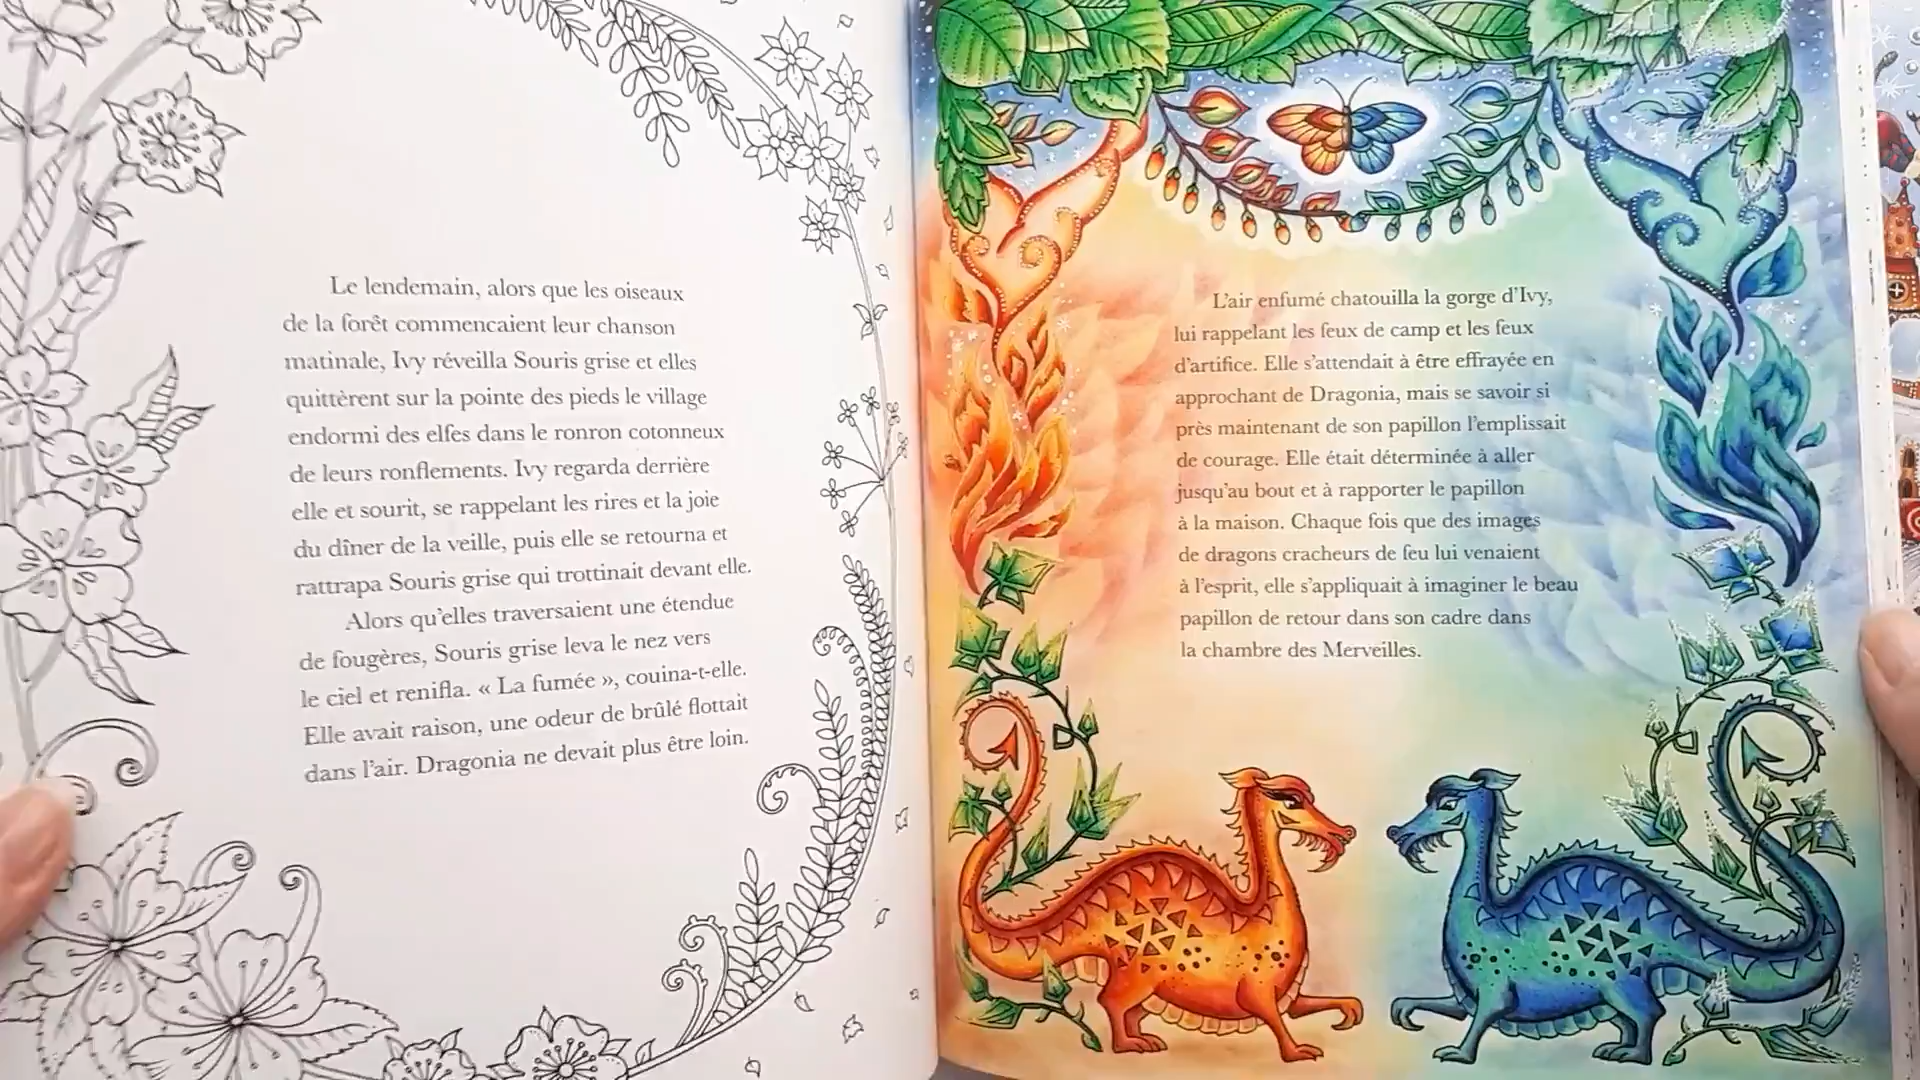 Le lendemain, alors que les oiseaux
de la forêt commencaient leur chanson
matinale, Ivy réveilla Souris grise et elles
quittèrent sur la pointe des pieds le village
endormi des elfes dans le ronron cotonneux
de leurs ronflements. Ivy regarda derrière
elle et sourit, se rappelant les rires et la joie
du dîner de la veille, puis elle se retourna et
rattrapa Souris grise qui trottinait devant elle.
Alors qu'elles traversaient une étendue
de fougères, Souris grise leva le nez vers
le ciel et renifla. « La fumée », couina-t-elle.
Elle avait raison, une odeur de brûlé flottait
dans l'air. Dragonia ne devait plus être loin.
L'air enfumé chatouilla la gorge d'Ivy,
lui rappelant les feux de camp et les feux
d'artifice. Elle s'attendait à être effrayée en
approchant de Dragonia, mais se savoir si
près maintenant de son papillon l'emplissait
de courage. Elle était déterminée à aller
jusqu'au bout et à rapporter le papillon
à la maison. Chaque fois que des images
de dragons cracheurs de feu lui venaient
à l'esprit, elle s'appliquait à imaginer le beau
papillon de retour dans son cadre dans
la chambre des Merveilles.